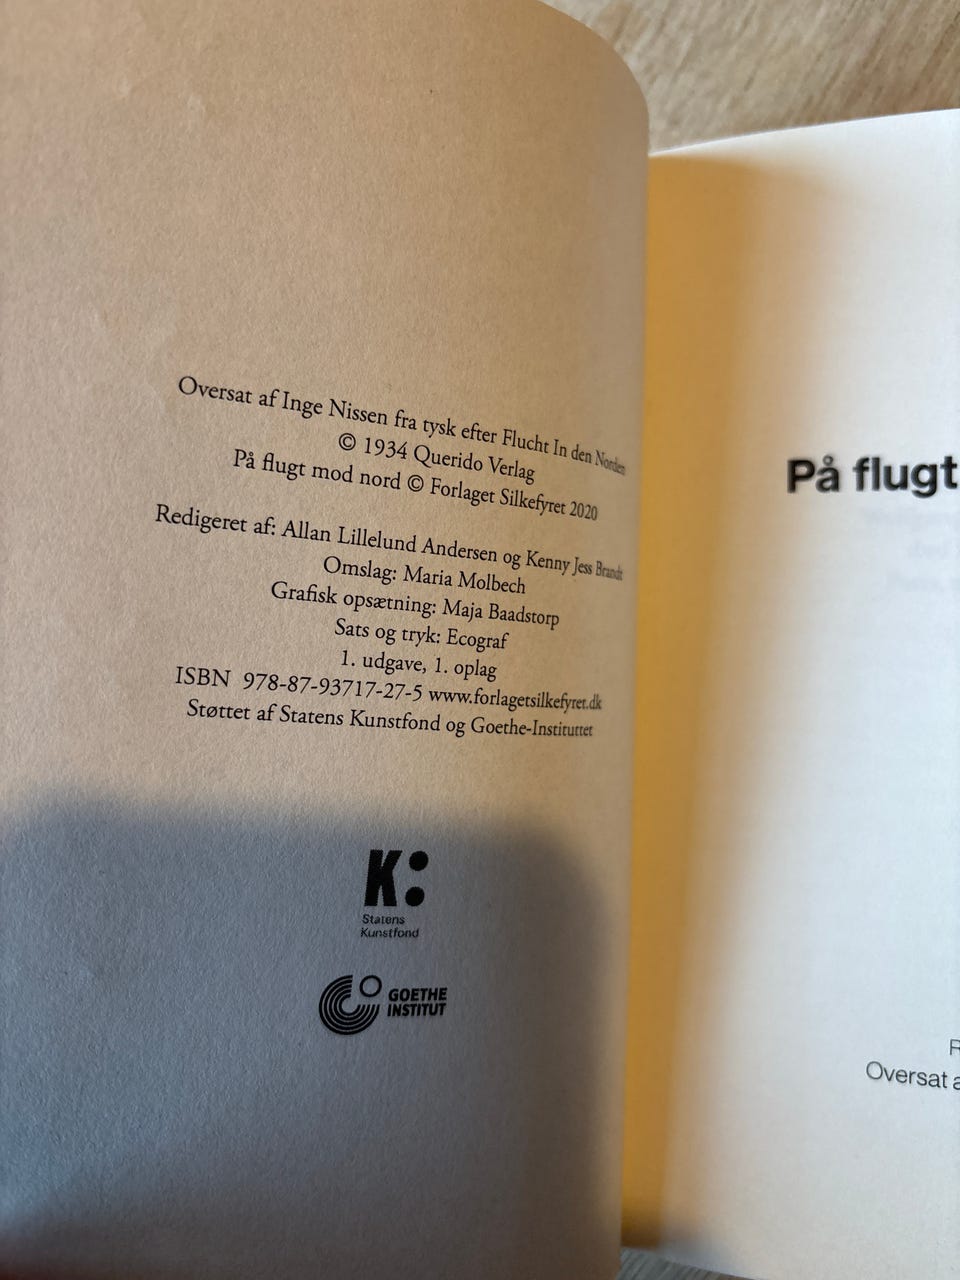 Oversat af Inge Nissen fra tysk efter Flucht In den Norden
© 1934 Querido Verlag
På flugt mod nord © Forlaget Silkefyret 2020
Redigeret af: Allan Lillelund Andersen og Kenny Jess Brandt
Omslag: Maria Molbech
Grafisk opsætning: Maja Baadstorp
Sats og tryk: Ecograf
1. udgave, 1. oplag
ISBN 978-87-93717-27-5 www.forlagetsilkefyret.dk
Støttet af Statens Kunstfond og Goethe-Instituttet
K:
Statens
Kunstfond
GOETHE
INSTITUT
På flugt
R
Oversat a